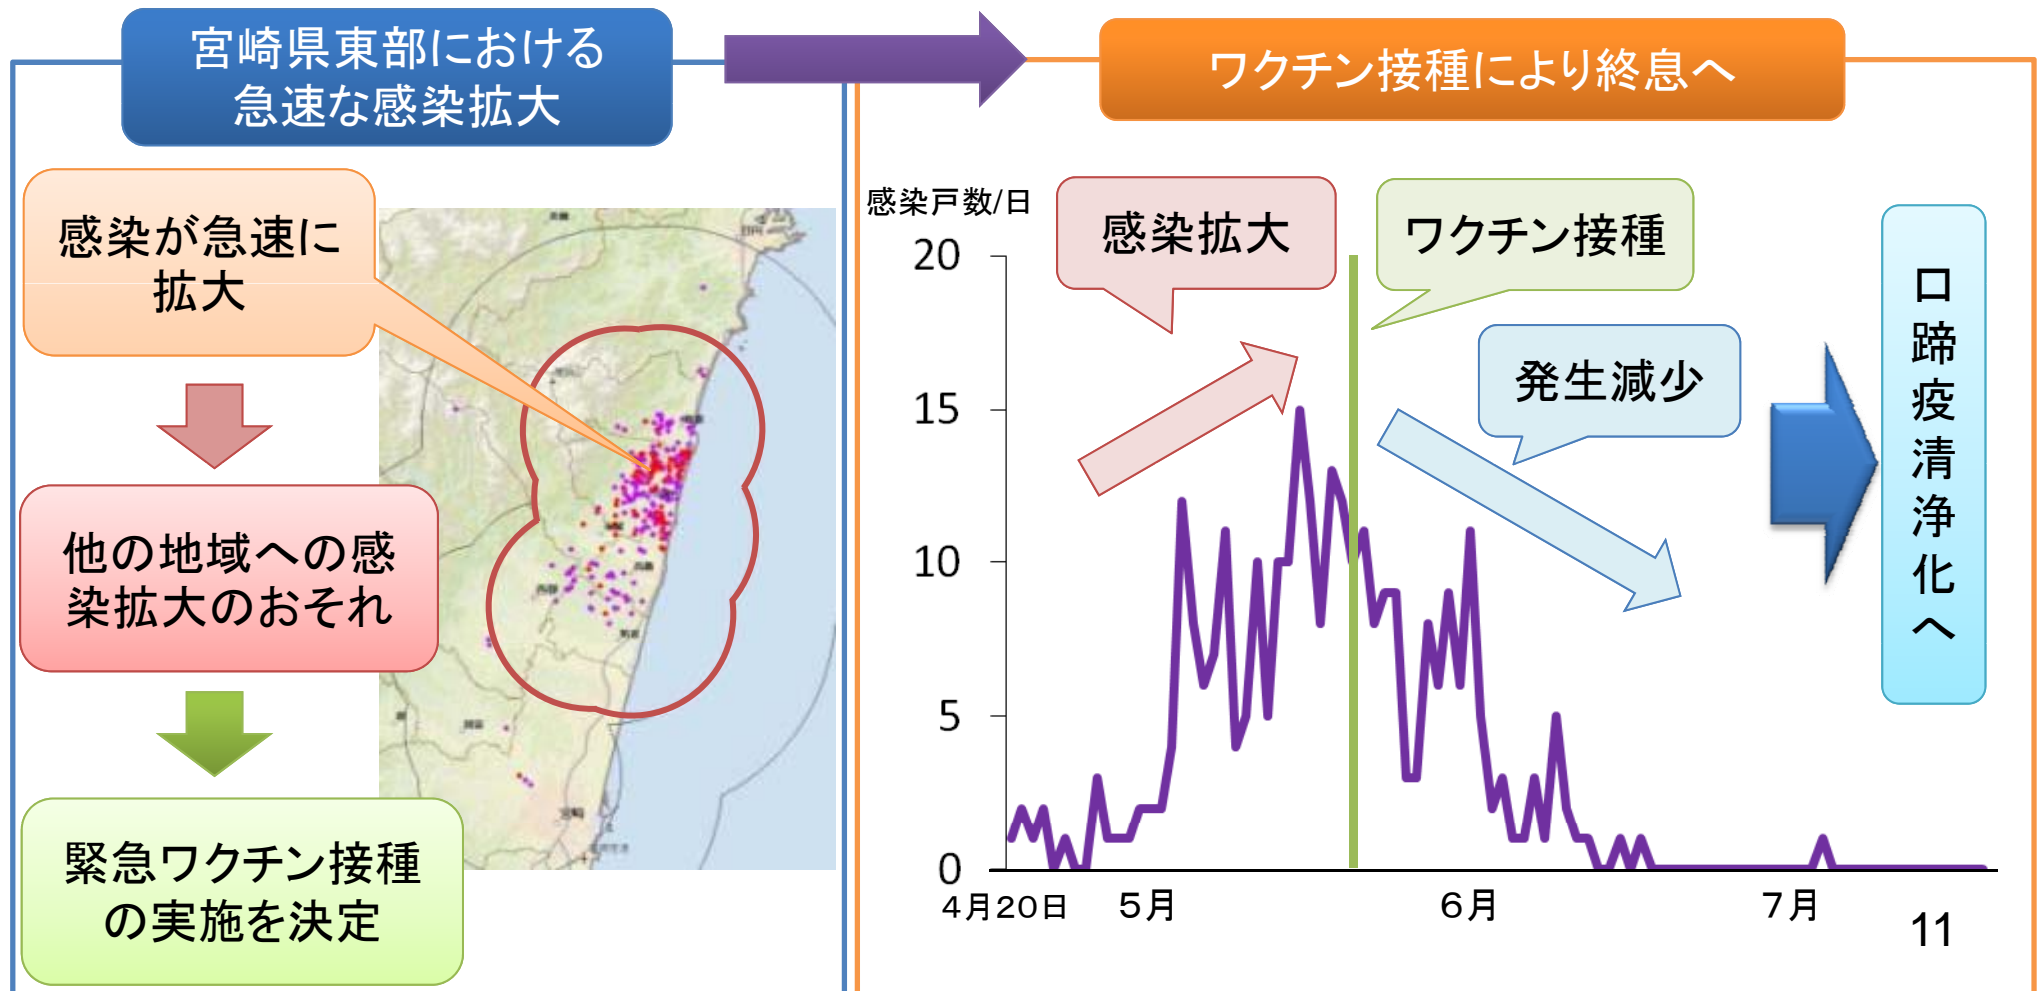 宮崎県東部における
急速な感染拡大
ワクチン接種により終息へ
感染が急速に
拡大
他の地域への感
染拡大のおそれ
緊急ワクチン接種
の実施を決定
宮崎
感染戸数/日
感染拡大
ワクチン接種
発生減少
口蹄疫清浄化へ
20
15
10
5
0
4月20日
5月
6月
7月
11